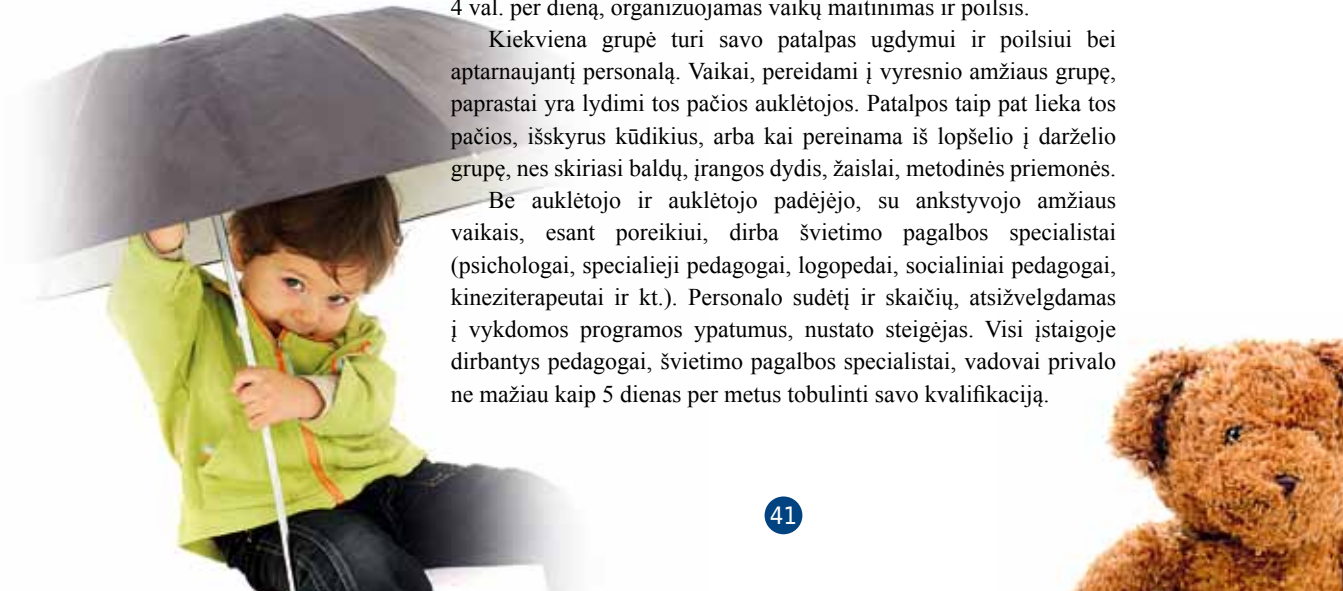 4 val. per dieną, organizuojamas vaikų maitinimas ir poilsis.
Kiekviena grupė turi savo patalpas ugdymui ir poilsiui bei
aptarnaujantį personalą. Vaikai, pereidami į vyresnio amžiaus grupę,
paprastai yra lydimi tos pačios auklėtojos. Patalpos taip pat lieka tos
pačios, išskyrus kūdikius, arba kai pereinama iš lopšelio į darželio
grupę, nes skiriasi baldų, įrangos dydis, žaislai, metodinės priemonės.
Be auklėtojo ir auklėtojo padėjėjo, su ankstyvojo amžiaus
vaikais, esant poreikiui, dirba švietimo pagalbos specialistai
(psichologai, specialieji pedagogai, logopedai, socialiniai pedagogai,
kineziterapeutai ir kt.). Personalo sudėtį ir skaičių, atsižvelgdamas
į vykdomos programos ypatumus, nustato steigėjas. Visi įstaigoje
dirbantys pedagogai, švietimo pagalbos specialistai, vadovai privalo
ne mažiau kaip 5 dienas per metus tobulinti savo kvalifikaciją.
41